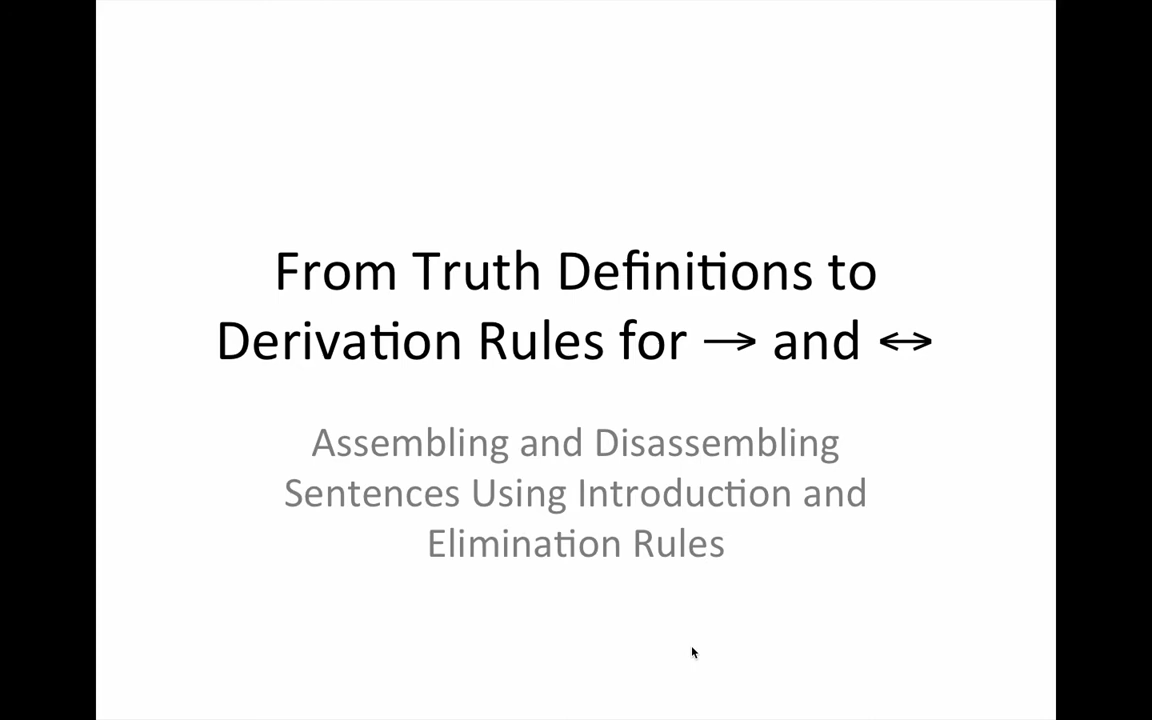 From Truth Definitions to
Derivation Rules for → and ↔
Assembling and Disassembling
Sentences Using Introduction and
Elimination Rules